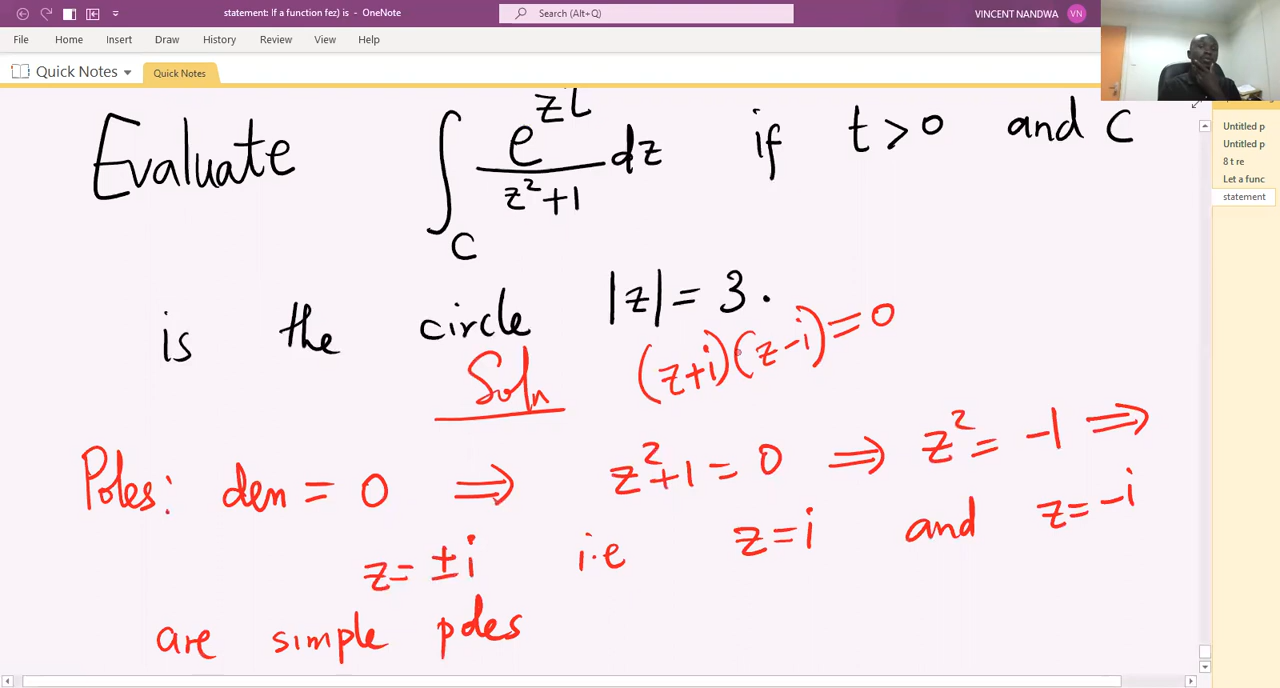 statement: If a function fez) is - OneNote
Search (Alt+Q)
VINCENT NANDWA VN
File Home Insert Draw History Review View Help
Quick Notes
Quick Notes
Evaluate ∫_C e^{zt}/(z²+1) dz if t > 0 and C
is the circle |z| = 3.
Soln (z+i)(z-i) = 0
Poles: den = 0 ⟹ z²+1 = 0 ⟹ z² = -1 ⟹
z = ±i i.e z = i and z = -i
are simple poles
Untitled p
Untitled p
8 t re
Let a func
statement